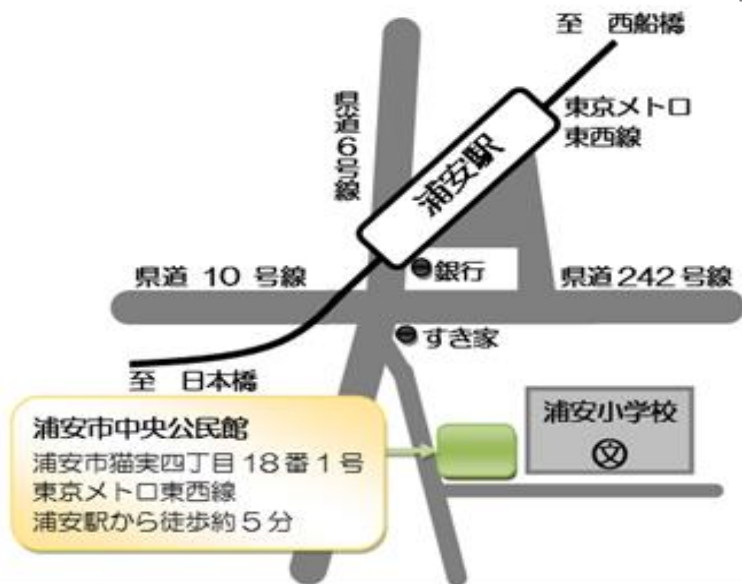 至 西船橋
東京メトロ
東西線
県道6号線
浦安駅
銀行
県道 10 号線
県道242号線
すき家
至 日本橋
浦安市中央公民館
浦安市猫実四丁目18番1号
東京メトロ東西線
浦安駅から徒歩約5分
浦安小学校
文